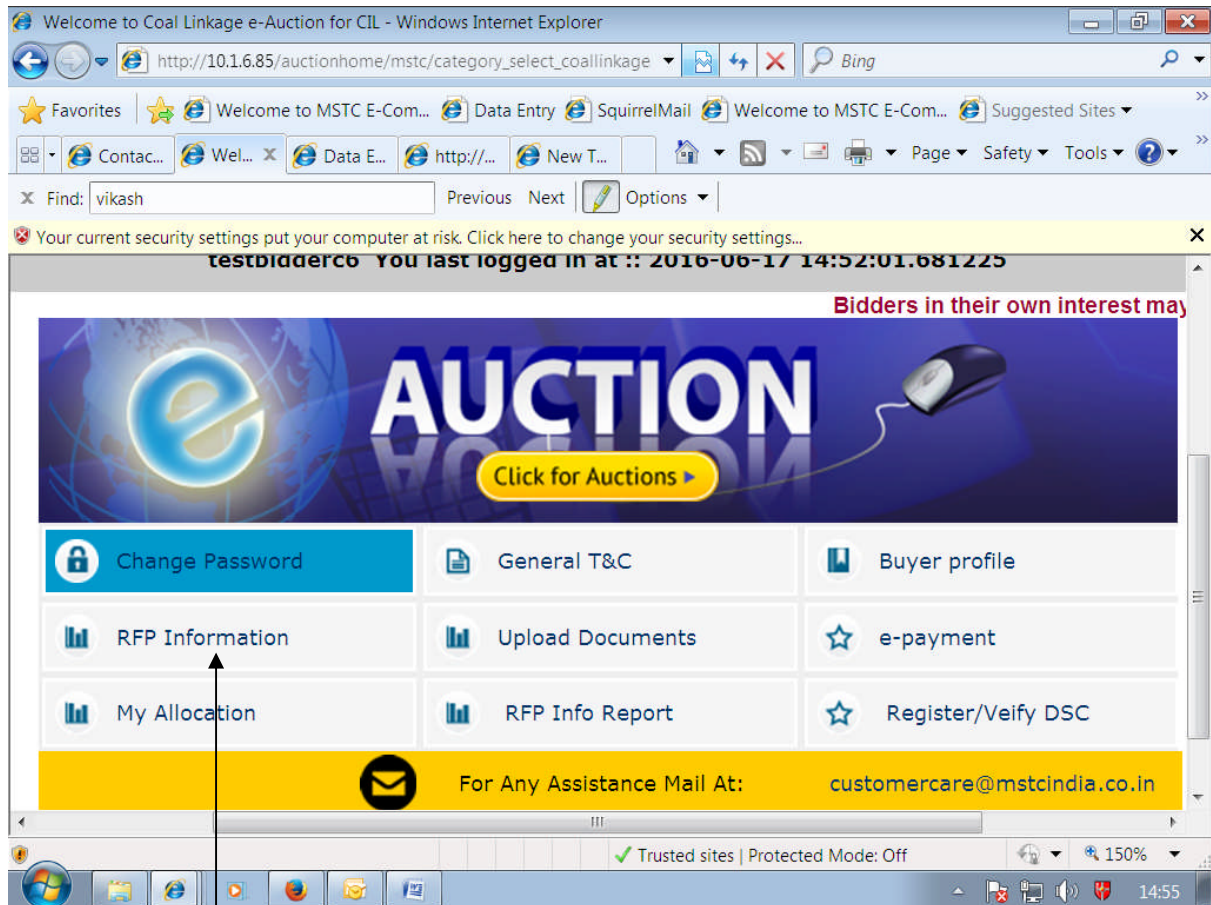 Welcome to Coal Linkage e-Auction for CIL - Windows Internet Explorer
http://10.1.6.85/auctionhome/mstc/category_select_coallinkage
Bing
Favorites Welcome to MSTC E-Com... Data Entry SquirrelMail Welcome to MSTC E-Com... Suggested Sites
Contac... Wel... x Data E... http://... New T... Page Safety Tools
x Find: vikash Previous Next Options
Your current security settings put your computer at risk. Click here to change your security settings...
testbidderc6 You last logged in at :: 2016-06-17 14:52:01.681225
Bidders in their own interest may
e AUCTION
Click for Auctions
Change Password General T&C Buyer profile
RFP Information Upload Documents e-payment
My Allocation RFP Info Report Register/Veify DSC
For Any Assistance Mail At: customercare@mstcindia.co.in
Trusted sites | Protected Mode: Off 150%
14:55